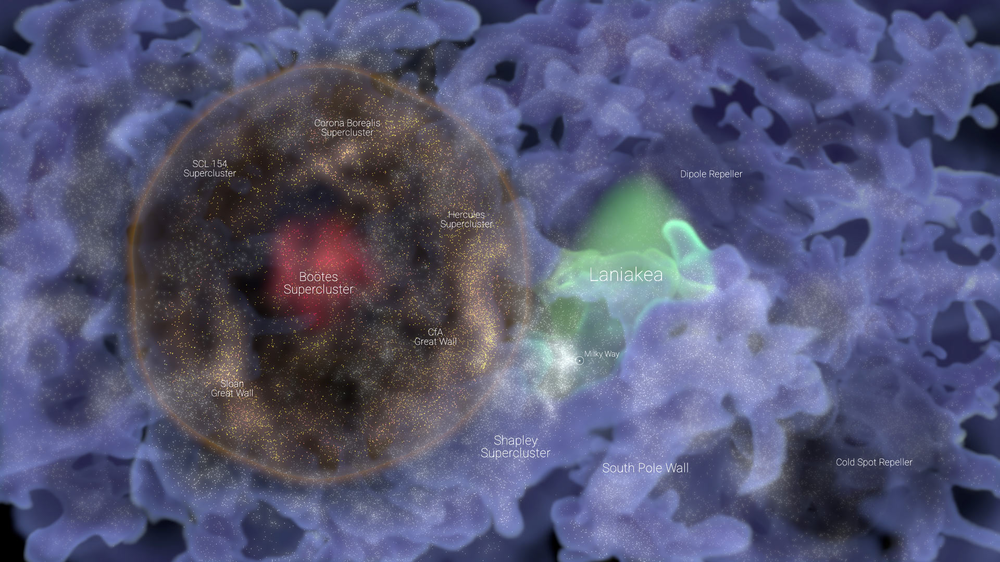 Corona Borealis
Supercluster
SCL 154
Supercluster
Dipole Repeller
Hercules
Supercluster
Laniakea
Boötes
Supercluster
CfA
Great Wall
Milky Way
Sloan
Great Wall
Shapley
Supercluster
South Pole Wall
Cold Spot Repeller